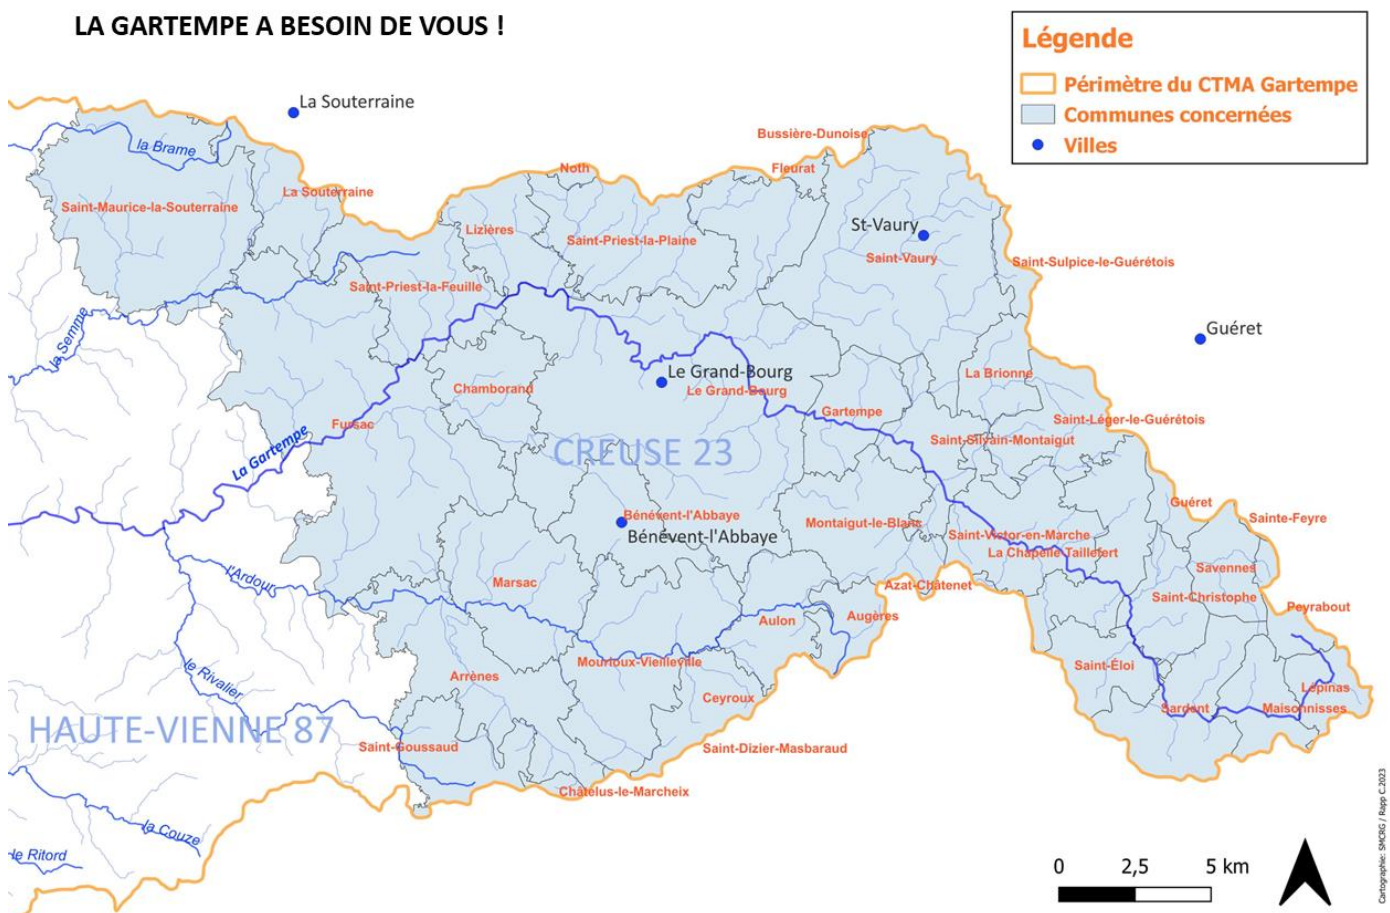 LA GARTEMPE A BESOIN DE VOUS !
Légende
Périmètre du CTMA Gartempe
Communes concernées
Villes
La Souterraine
Bussière-Dunoise
la Brame
Noth
Fleurat
La Souterraine
Saint-Maurice-la-Souterraine
St-Vaury
Lizières
Saint-Priest-la-Plaine
Saint-Vaury
Saint-Sulpice-le-Guérétois
Saint-Priest-la-Feuille
la Semme
Guéret
Le Grand-Bourg
La Brionne
Chamborand
Le Grand-Bourg
Gartempe
Saint-Léger-le-Guérétois
Fursac
Saint-Silvain-Montaigut
La Gartempe
CREUSE 23
Guéret
Bénévent-l'Abbaye
Montaigut-le-Blanc
Sainte-Feyre
Bénévent-l'Abbaye
Saint-Victor-en-Marche
La Chapelle-Taillefert
Savennes
l'Ardour
Marsac
Azat-Châtenet
Saint-Christophe
Peyrabout
Augères
Aulon
le Rivalier
Mourioux-Vieilleville
Saint-Éloi
Arrènes
Ceyroux
Lépinas
Sardent
Maisonnisses
HAUTE-VIENNE 87
Saint-Goussaud
Saint-Dizier-Masbaraud
Châtelus-le-Marcheix
la Couze
le Ritord
0 2,5 5 km
Cartographie: SMCRG / Rapp C.2023